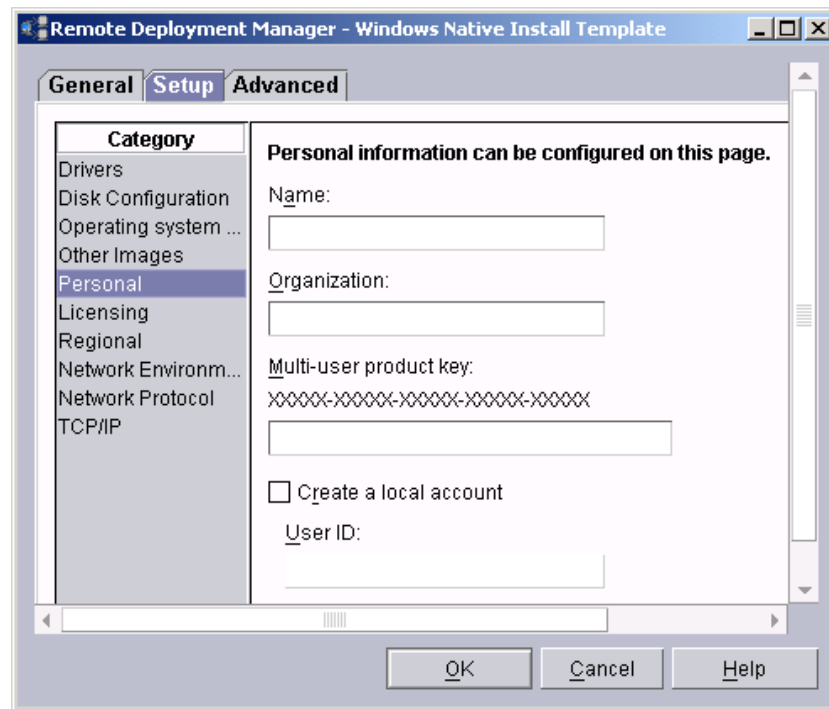 Remote Deployment Manager - Windows Native Install Template
General Setup Advanced
Category
Drivers
Disk Configuration
Operating system ...
Other Images
Personal
Licensing
Regional
Network Environm...
Network Protocol
TCP/IP
Personal information can be configured on this page.
Name:
Organization:
Multi-user product key:
XXXXX-XXXXX-XXXXX-XXXXX-XXXXX
Create a local account
User ID:
OK Cancel Help